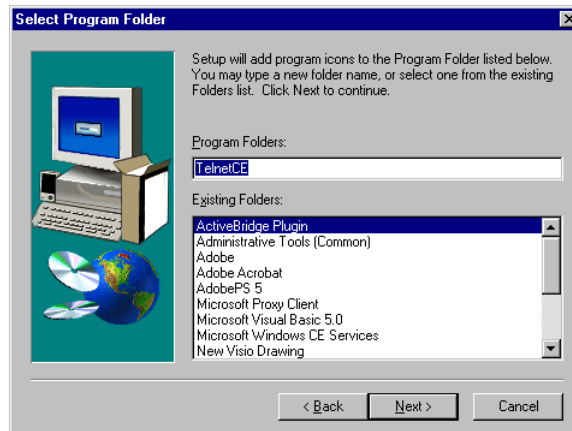 Select Program Folder
Setup will add program icons to the Program Folder listed below.
You may type a new folder name, or select one from the existing
Folders list. Click Next to continue.
Program Folders:
TelnetCE
Existing Folders:
ActiveBridge Plugin
Administrative Tools (Common)
Adobe
Adobe Acrobat
AdobePS 5
Microsoft Proxy Client
Microsoft Visual Basic 5.0
Microsoft Windows CE Services
New Visio Drawing
< Back
Next >
Cancel